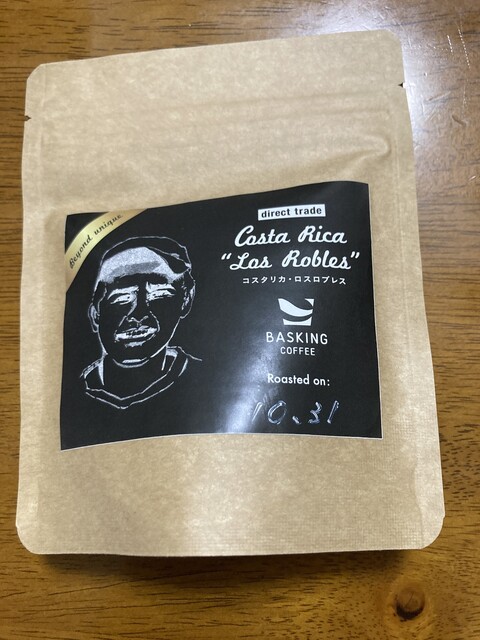 Beyond unique
direct trade
Costa Rica
"Los Robles"
コスタリカ・ロスロブレス
BASKING
COFFEE
Roasted on:
10.31